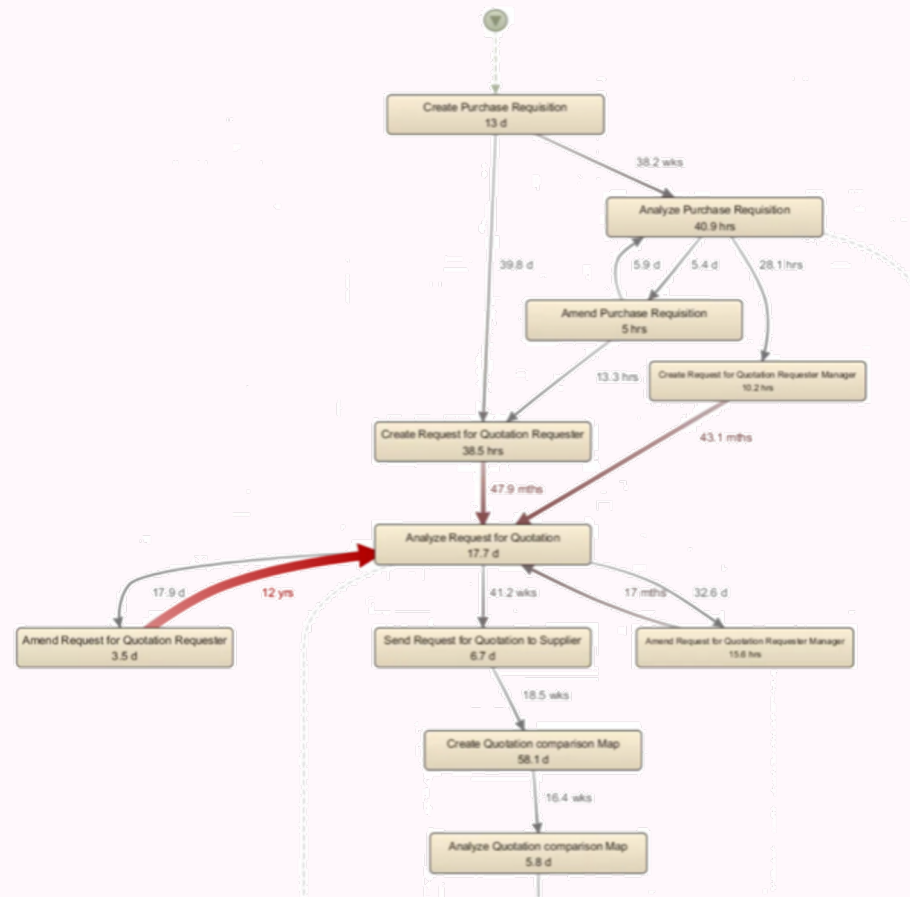 Create Purchase Requisition
13 d
38.2 wks
Analyze Purchase Requisition
40.9 hrs
39.8 d
5.9 d
5.4 d
28.1 hrs
Amend Purchase Requisition
5 hrs
13.3 hrs
Create Request for Quotation Requester Manager
10.2 hrs
Create Request for Quotation Requester
38.5 hrs
43.1 mths
47.9 mths
Analyze Request for Quotation
17.7 d
17.9 d
12 yrs
41.2 wks
17 mths
32.6 d
Amend Request for Quotation Requester
3.5 d
Send Request for Quotation to Supplier
6.7 d
Amend Request for Quotation Requester Manager
15.6 hrs
18.5 wks
Create Quotation comparison Map
58.1 d
16.4 wks
Analyze Quotation comparison Map
5.8 d